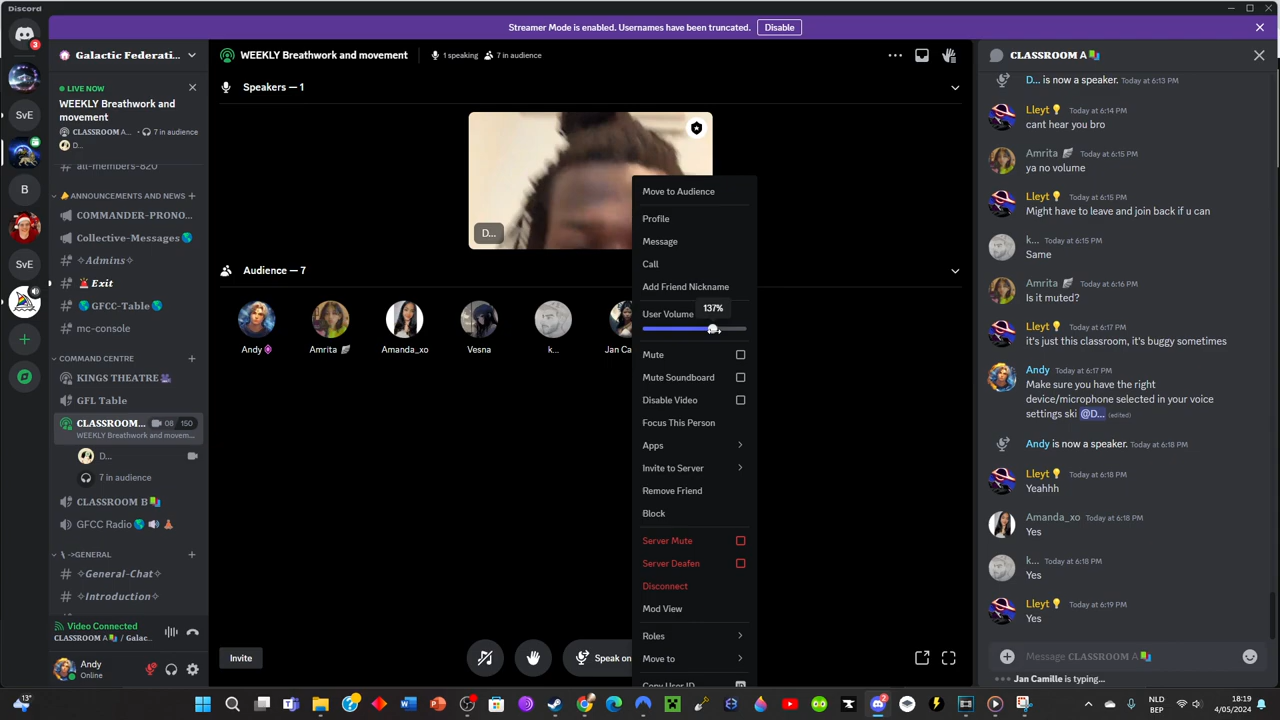 Discord
Streamer Mode is enabled. Usernames have been truncated.
Disable
3
Galactic Federati...
LIVE NOW
WEEKLY Breathwork and
movement
CLASSROOM A... • 7 in audience
D...
all-members-820
ANNOUNCEMENTS AND NEWS
COMMANDER-PRONO...
Collective-Messages
✧Admins✧
Exit
GFCC-Table
mc-console
COMMAND CENTRE
KINGS THEATRE
GFL Table
CLASSROOM... 08 150
WEEKLY Breathwork and movem...
D...
7 in audience
CLASSROOM B
GFCC Radio
\ ->GENERAL
✧General-Chat✧
✧Introduction✧
SvE
B
SvE
Video Connected
CLASSROOM A / Galac...
Andy
Online
WEEKLY Breathwork and movement
1 speaking 7 in audience
Speakers — 1
D...
Audience — 7
Andy
Amrita
Amanda_xo
Vesna
k...
Jan Ca
Invite
Speak on
Move to Audience
Profile
Message
Call
Add Friend Nickname
137%
User Volume
Mute
Mute Soundboard
Disable Video
Focus This Person
Apps
Invite to Server
Remove Friend
Block
Server Mute
Server Deafen
Disconnect
Mod View
Roles
Move to
Copy User ID
CLASSROOM A
D... is now a speaker. Today at 6:13 PM
Lleyt Today at 6:14 PM
cant hear you bro
Amrita Today at 6:15 PM
ya no volume
Lleyt Today at 6:15 PM
Might have to leave and join back if u can
k... Today at 6:15 PM
Same
Amrita Today at 6:16 PM
Is it muted?
Lleyt Today at 6:17 PM
it's just this classroom, it's buggy sometimes
Andy Today at 6:17 PM
Make sure you have the right
device/microphone selected in your voice
settings ski @D... (edited)
Andy is now a speaker. Today at 6:18 PM
Lleyt Today at 6:18 PM
Yeahhh
Amanda_xo Today at 6:18 PM
Yes
k... Today at 6:18 PM
Yes
Lleyt Today at 6:19 PM
Yes
Message CLASSROOM A
Jan Camille is typing...
13°
2
NLD
BEP
18:19
4/05/2024